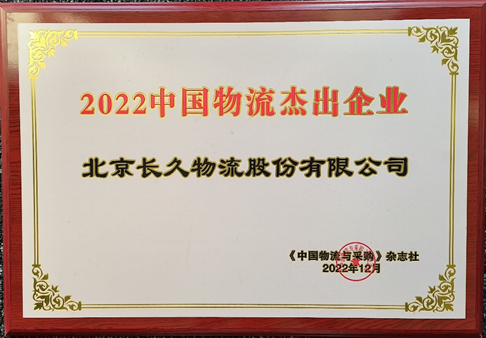 2022中国物流杰出企业
北京长久物流股份有限公司
《中国物流与采购》杂志社
2022年12月